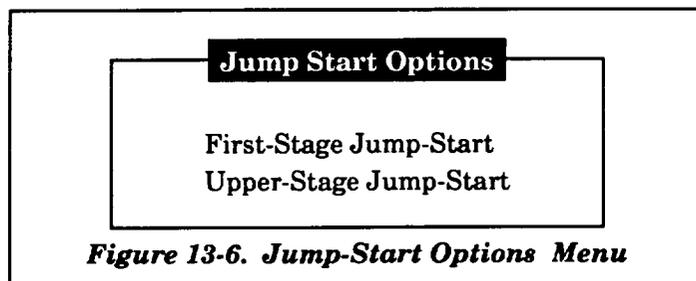 Jump Start Options
First-Stage Jump-Start
Upper-Stage Jump-Start
Figure 13-6. Jump-Start Options Menu